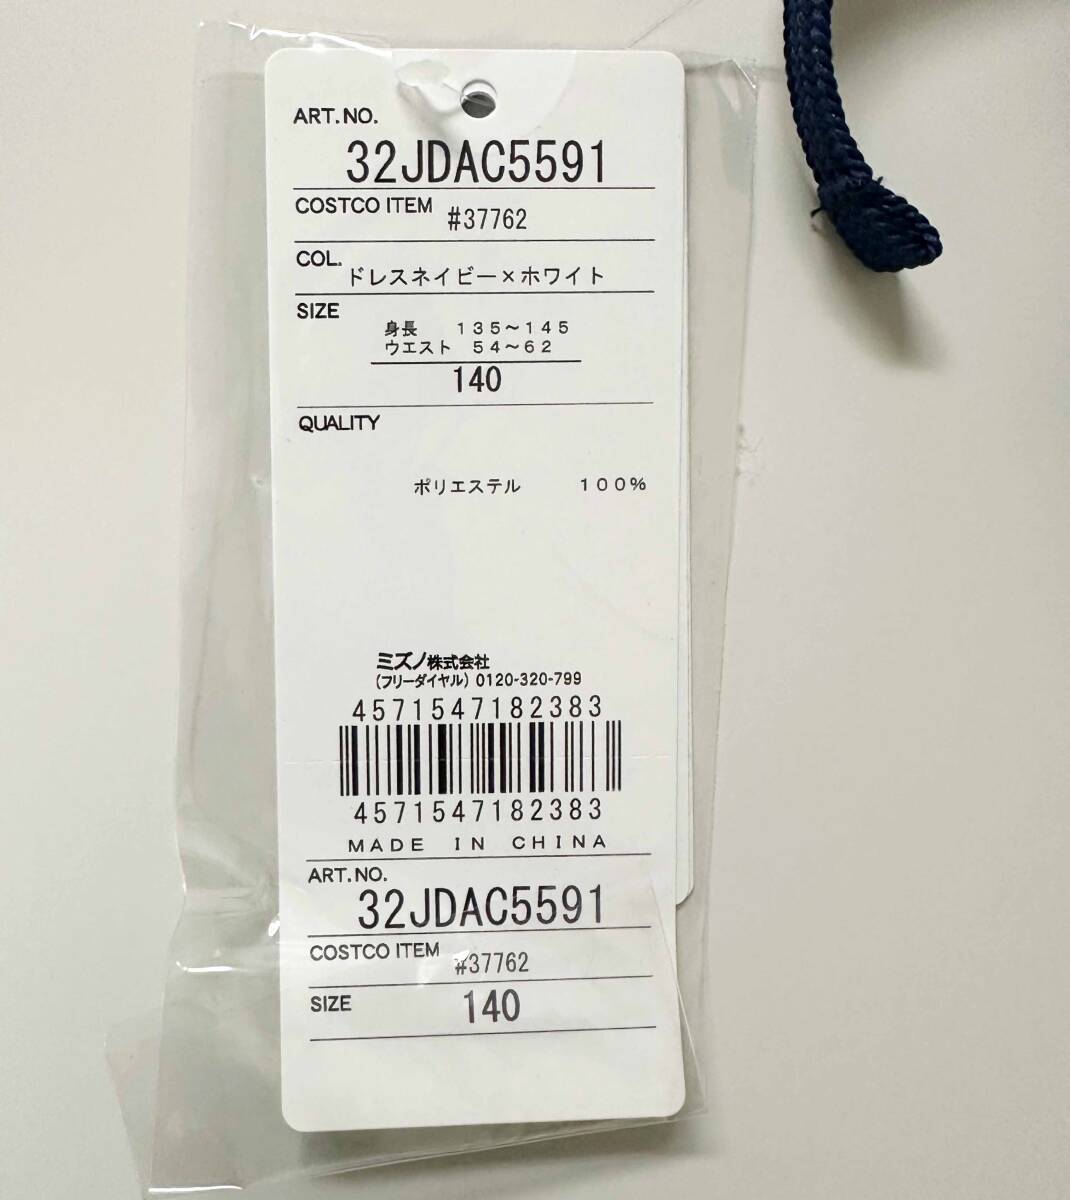 ART.NO.
32JDAC5591
COSTCO ITEM #37762
COL. ドレスネイビー×ホワイト
SIZE
身長 135~145
ウエスト 54~62
140
QUALITY
ポリエステル 100%
ミズノ株式会社
(フリーダイヤル) 0120-320-799
4571547182383
4571547182383
MADE IN CHINA
ART.NO.
32JDAC5591
COSTCO ITEM #37762
SIZE 140